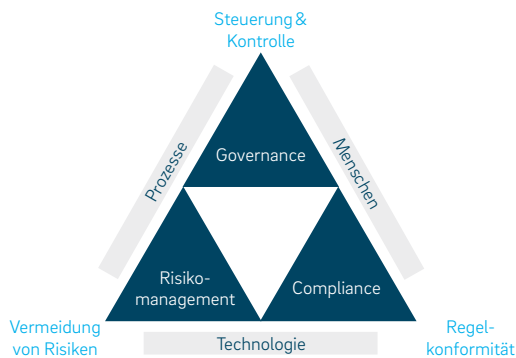 Steuerung &
Kontrolle
Prozesse
Menschen
Governance
Risiko-
management
Compliance
Vermeidung
von Risiken
Technologie
Regel-
konformität